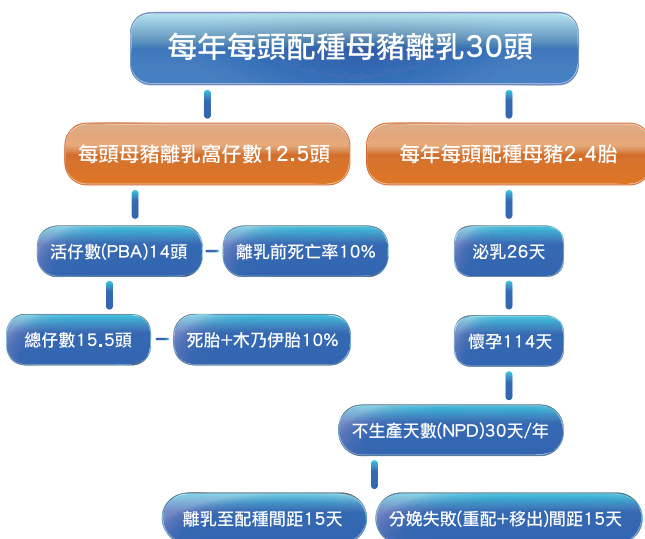 每年每頭配種母豬離乳30頭
每頭母豬離乳窩仔數12.5頭
每年每頭配種母豬2.4胎
活仔數(PBA)14頭
離乳前死亡率10%
泌乳26天
總仔數15.5頭
死胎+木乃伊胎10%
懷孕114天
不生產天數(NPD)30天/年
離乳至配種間距15天
分娩失敗(重配+移出)間距15天